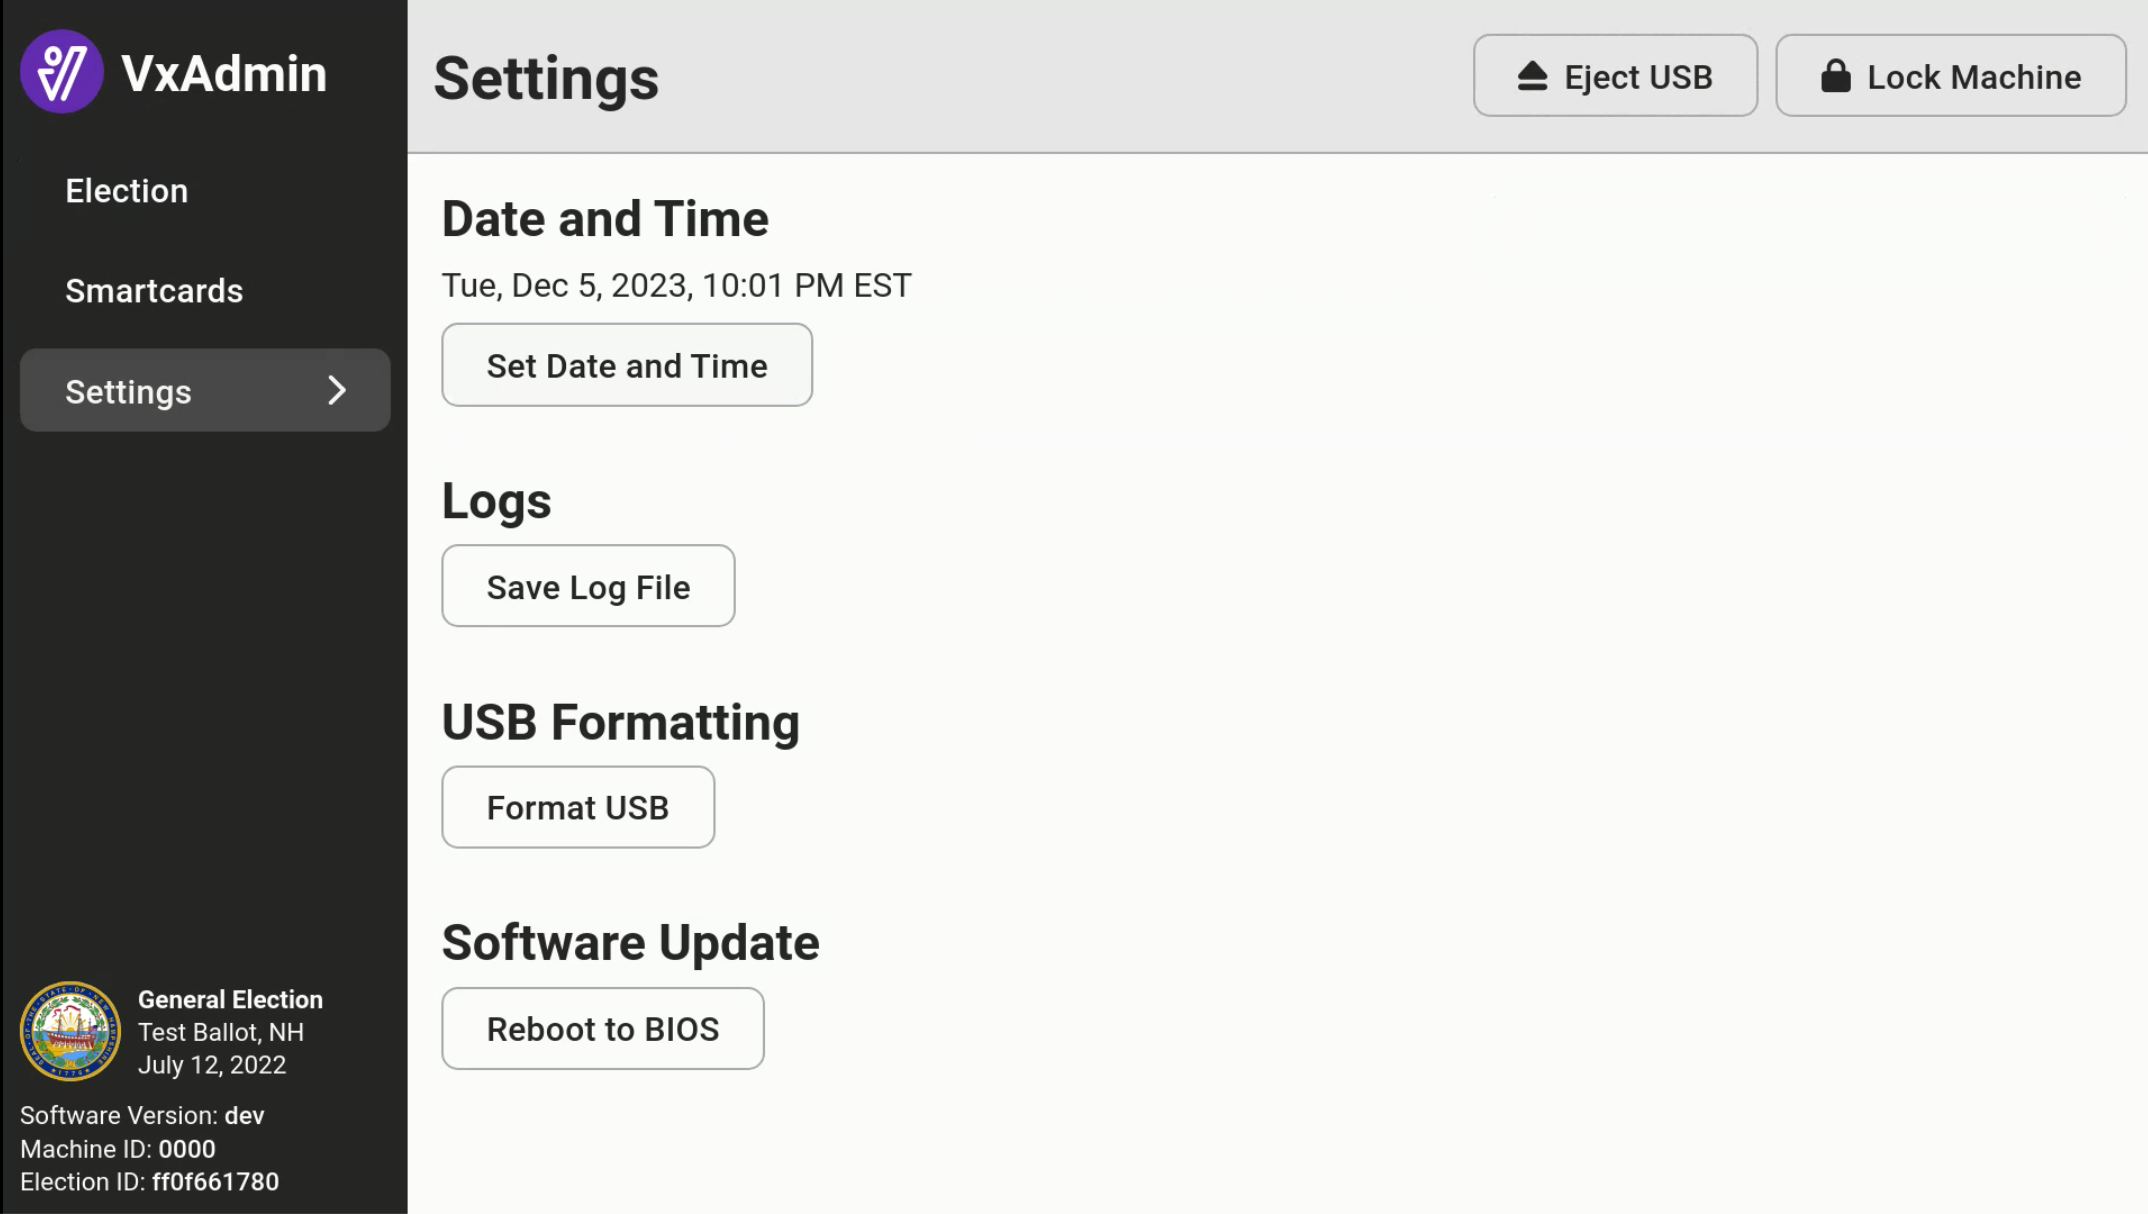 VxAdmin
Election
Smartcards
Settings
General Election
Test Ballot, NH
July 12, 2022
Software Version: dev
Machine ID: 0000
Election ID: ff0f661780
Settings
Eject USB
Lock Machine
Date and Time
Tue, Dec 5, 2023, 10:01 PM EST
Set Date and Time
Logs
Save Log File
USB Formatting
Format USB
Software Update
Reboot to BIOS